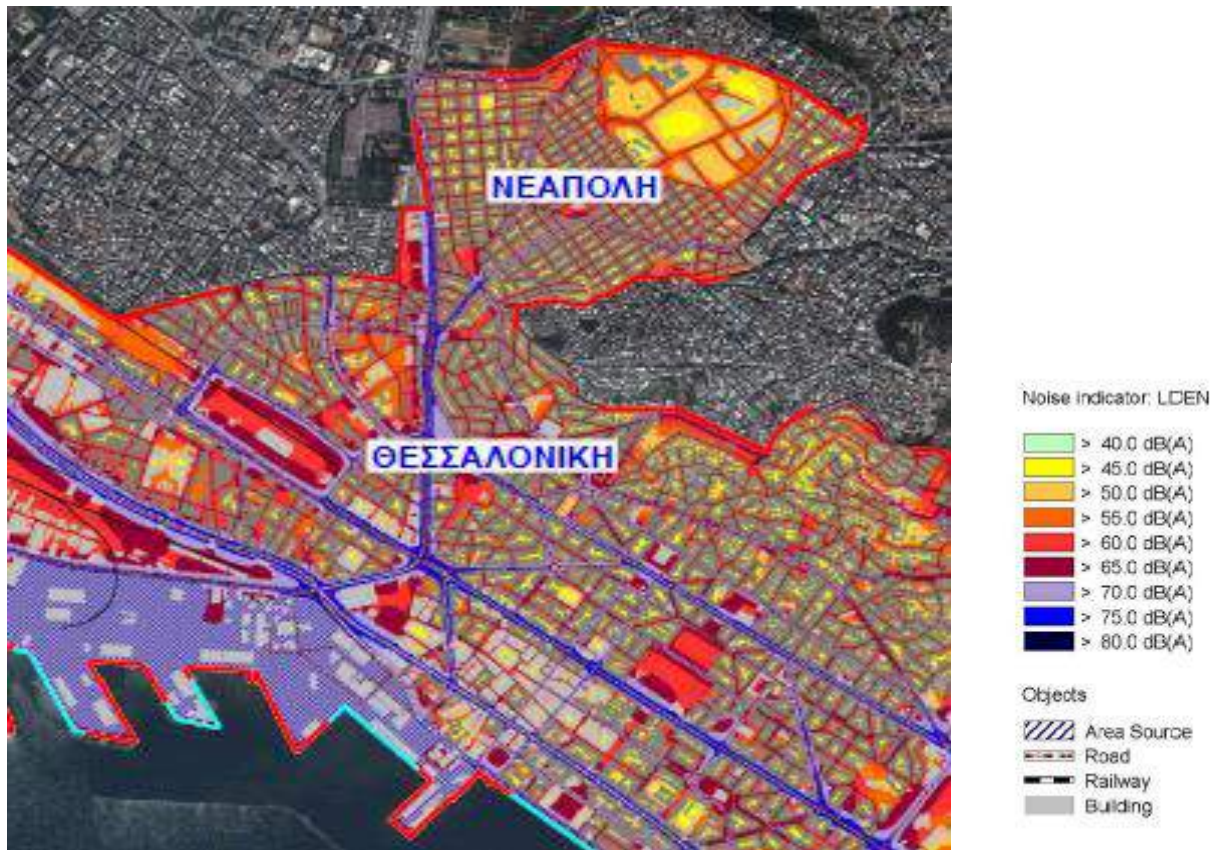 ΝΕΑΠΟΛΗ
ΘΕΣΣΑΛΟΝΙΚΗ
Noise indicator: LDEN
> 40.0 dB(A)
> 45.0 dB(A)
> 50.0 dB(A)
> 55.0 dB(A)
> 60.0 dB(A)
> 65.0 dB(A)
> 70.0 dB(A)
> 75.0 dB(A)
> 80.0 dB(A)
Objects
Area Source
Road
Railway
Building